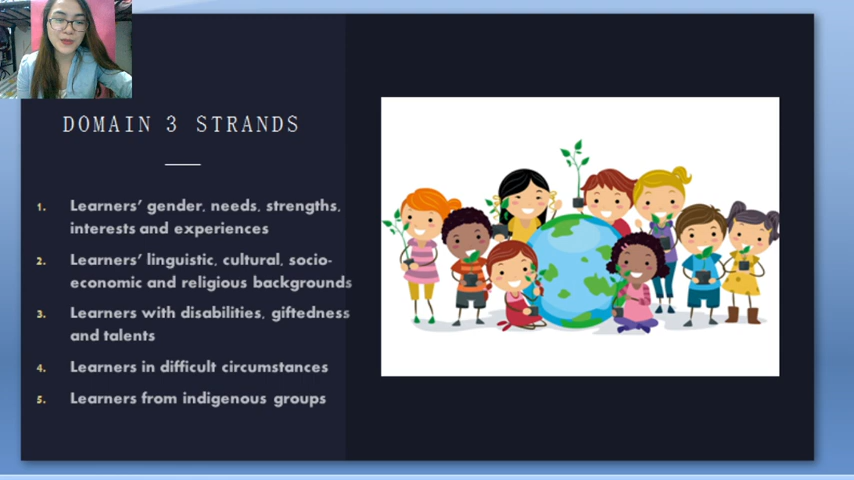 DOMAIN 3 STRANDS
1. Learners' gender, needs, strengths,
interests and experiences
2. Learners' linguistic, cultural, socio-
economic and religious backgrounds
3. Learners with disabilities, giftedness
and talents
4. Learners in difficult circumstances
5. Learners from indigenous groups